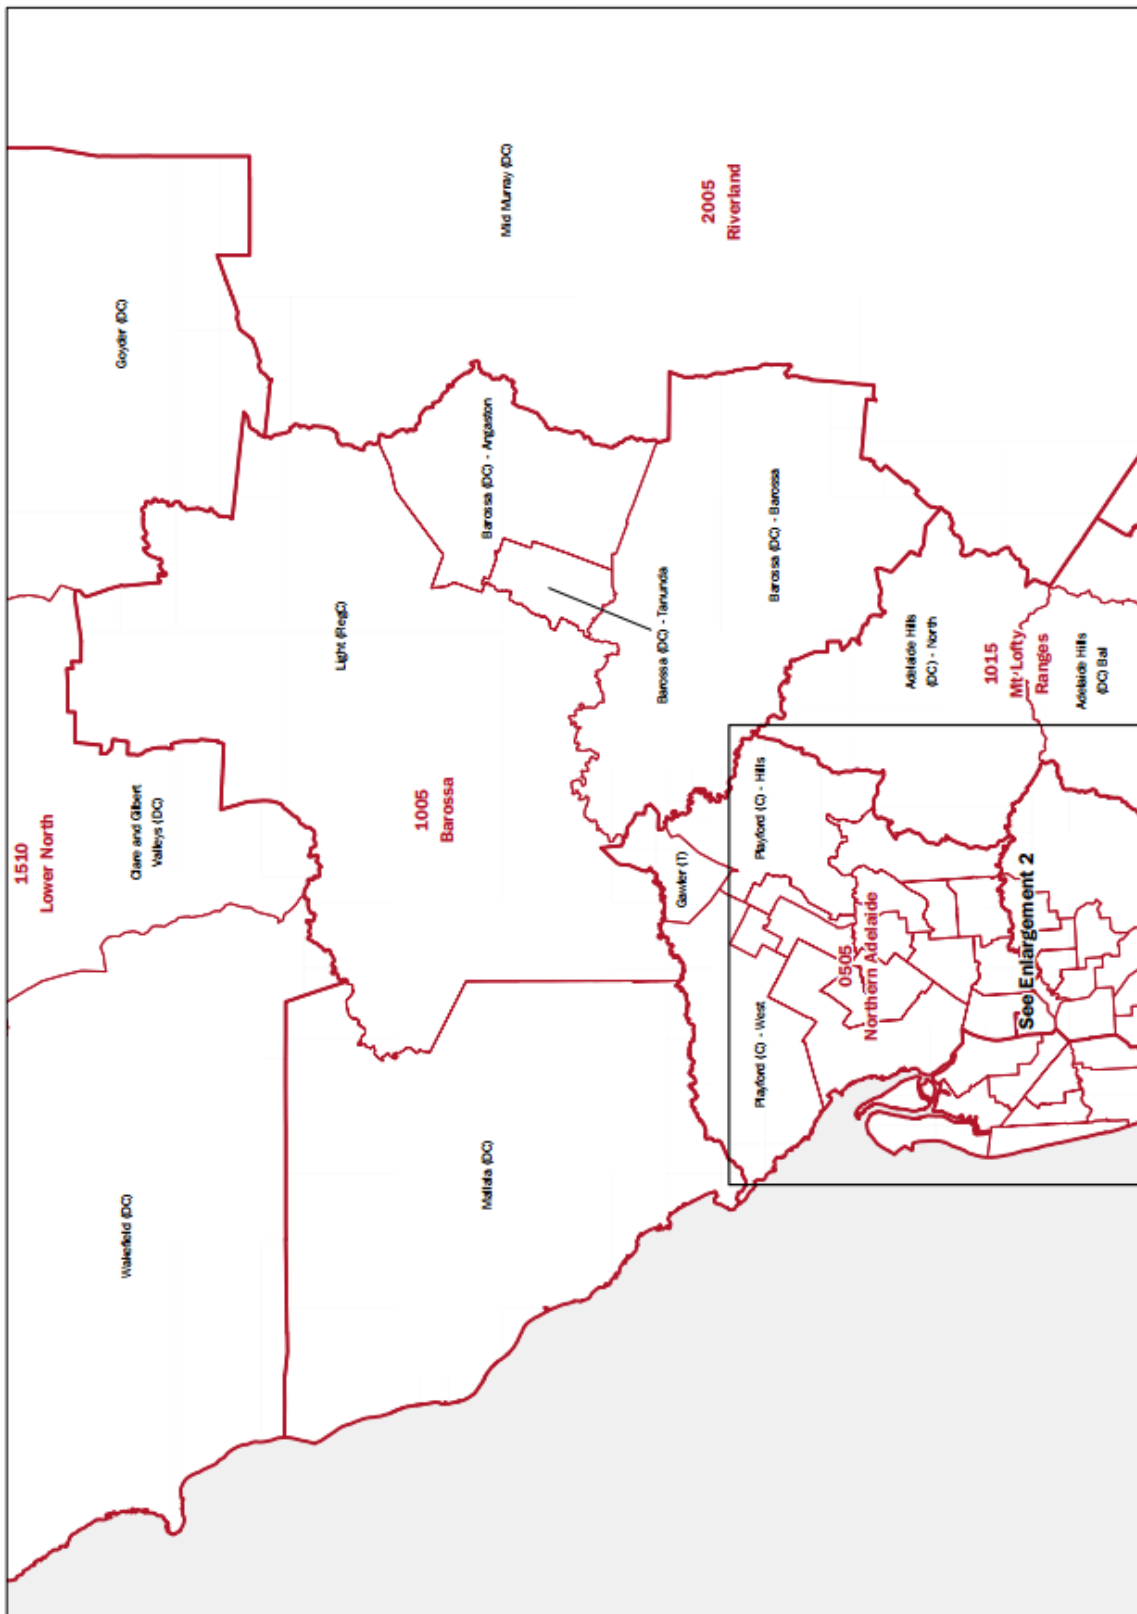 1510
Lower North
Goyder (DC)
Clare and Gilbert
Valleys (DC)
Wakefield (DC)
Mid Murray (DC)
2005
Riverland
Light (RegC)
Barossa (DC) - Angaston
1005
Barossa
Mallala (DC)
Barossa (DC) - Tanunda
Barossa (DC) - Barossa
Gawler (T)
Playford (C) - Hills
Playford (C) - West
0505
Northern Adelaide
Adelaide Hills
(DC) - North
1015
Mt Lofty
Ranges
Adelaide Hills
(DC) Bal
See Enlargement 2